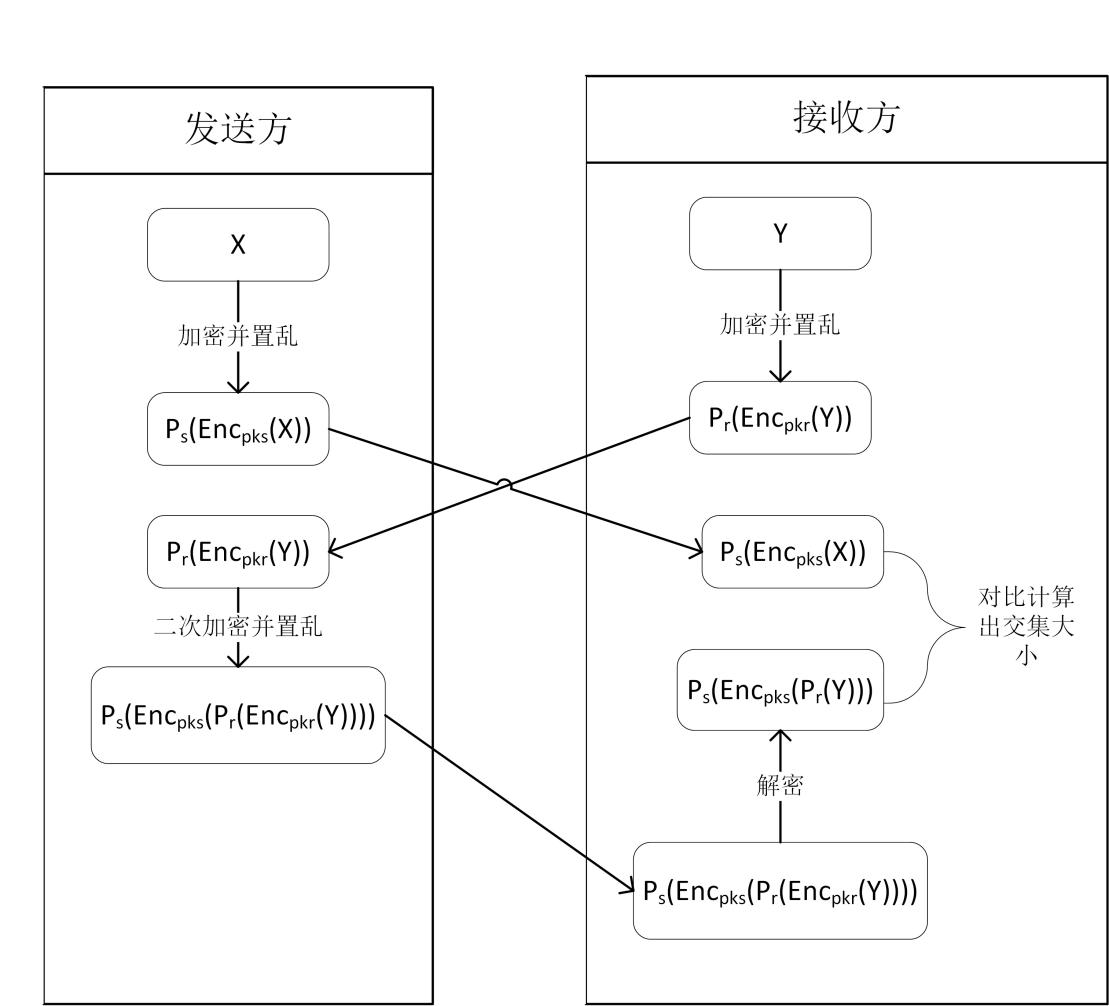 发送方
X
加密并置乱
Ps(Encpks(X))
Pr(Encpkr(Y))
二次加密并置乱
Ps(Encpks(Pr(Encpkr(Y))))
接收方
Y
加密并置乱
Pr(Encpkr(Y))
Ps(Encpks(X))
Ps(Encpks(Pr(Y)))
对比计算
出交集大
小
解密
Ps(Encpks(Pr(Encpkr(Y))))